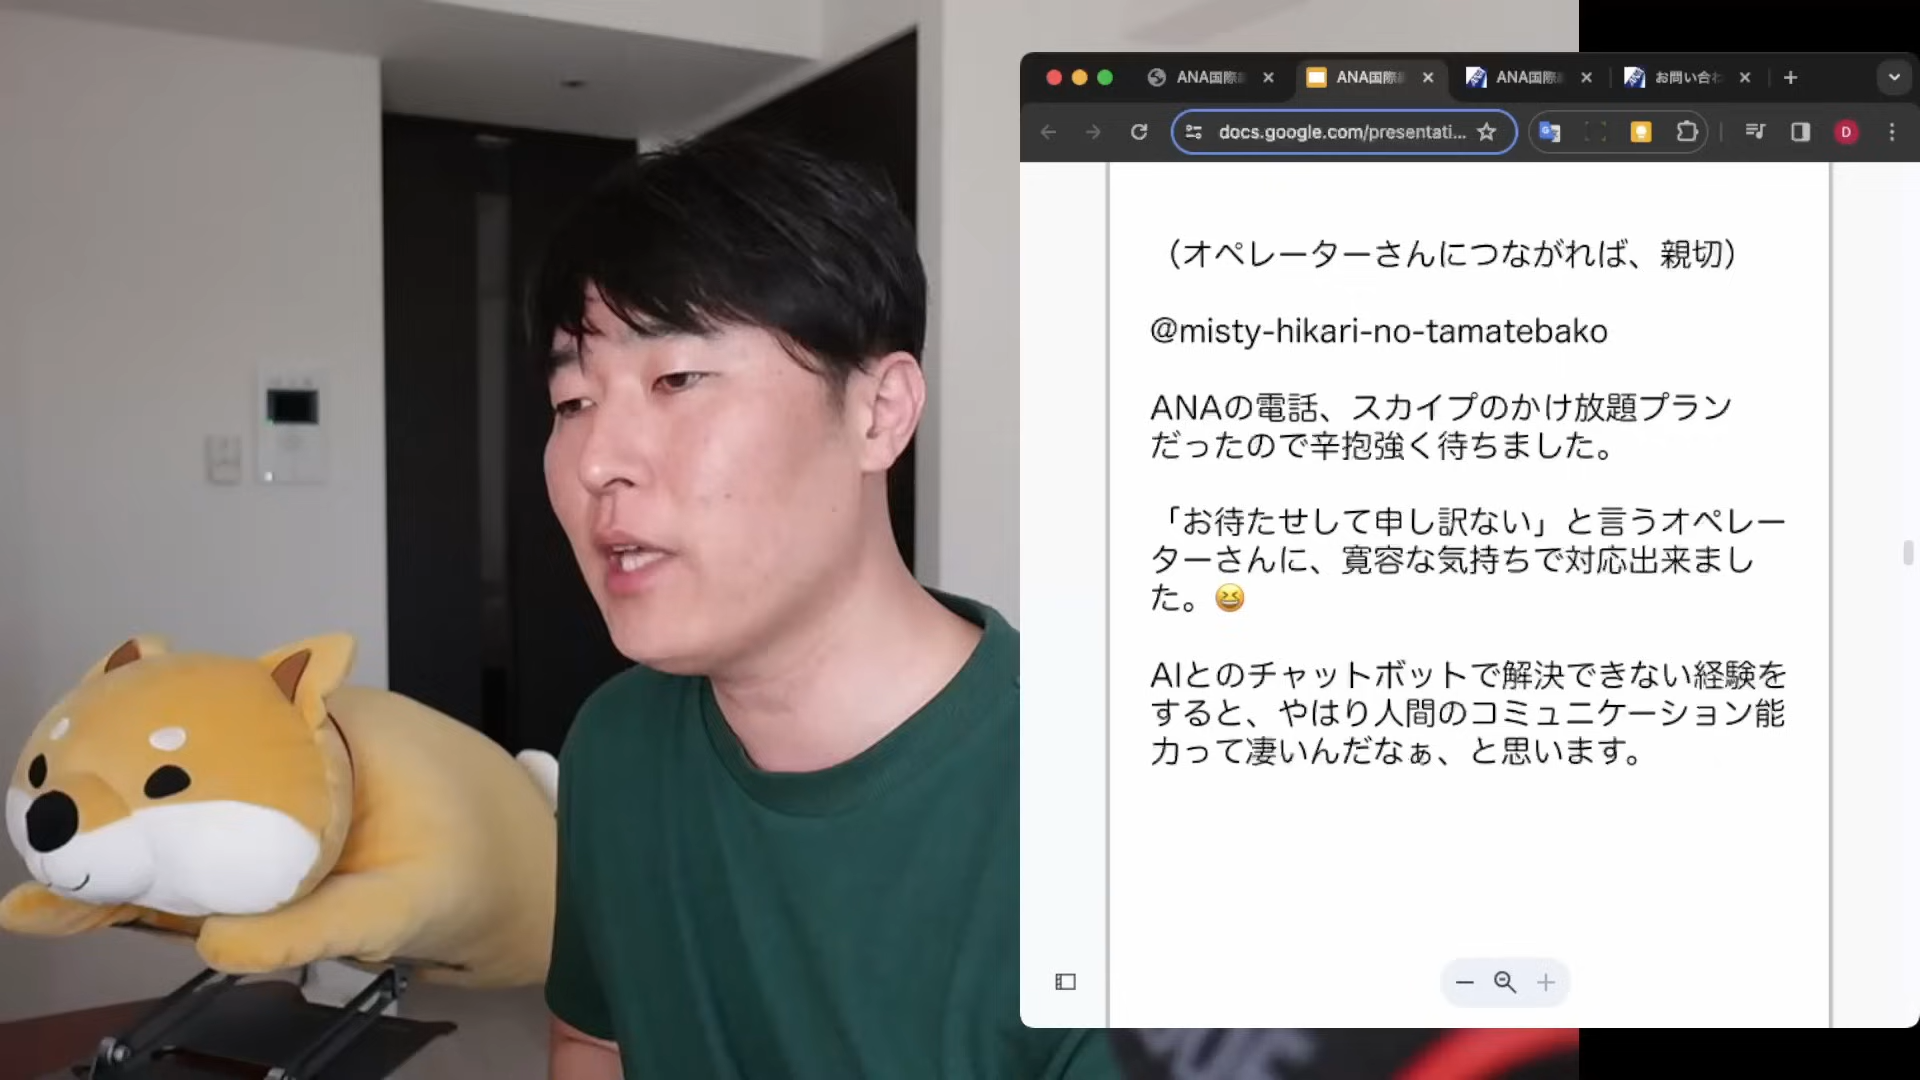 ANA国際
ANA国際
ANA国際
お問い合わ
docs.google.com/presentati...
D
（オペレーターさんにつながれば、親切）
@misty-hikari-no-tamatebako
ANAの電話、スカイプのかけ放題プラン
だったので辛抱強く待ちました。
「お待たせして申し訳ない」と言うオペレー
ターさんに、寛容な気持ちで対応出来まし
た。😆
AIとのチャットボットで解決できない経験を
すると、やはり人間のコミュニケーション能
力って凄いんだなぁ、と思います。